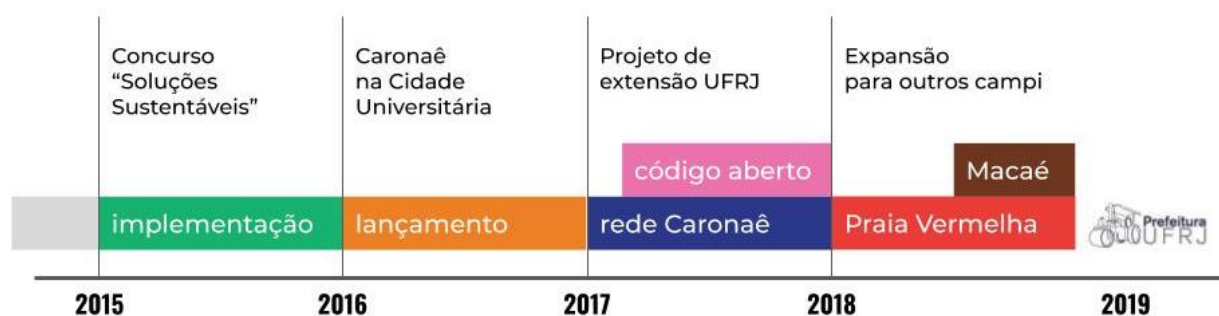 Concurso
“Soluções
Sustentáveis”
Caronaê
na Cidade
Universitária
Projeto de
extensão UFRJ
Expansão
para outros campi
código aberto
Macaé
implementação
lançamento
rede Caronaê
Praia Vermelha
Prefeitura
UFRJ
2015
2016
2017
2018
2019